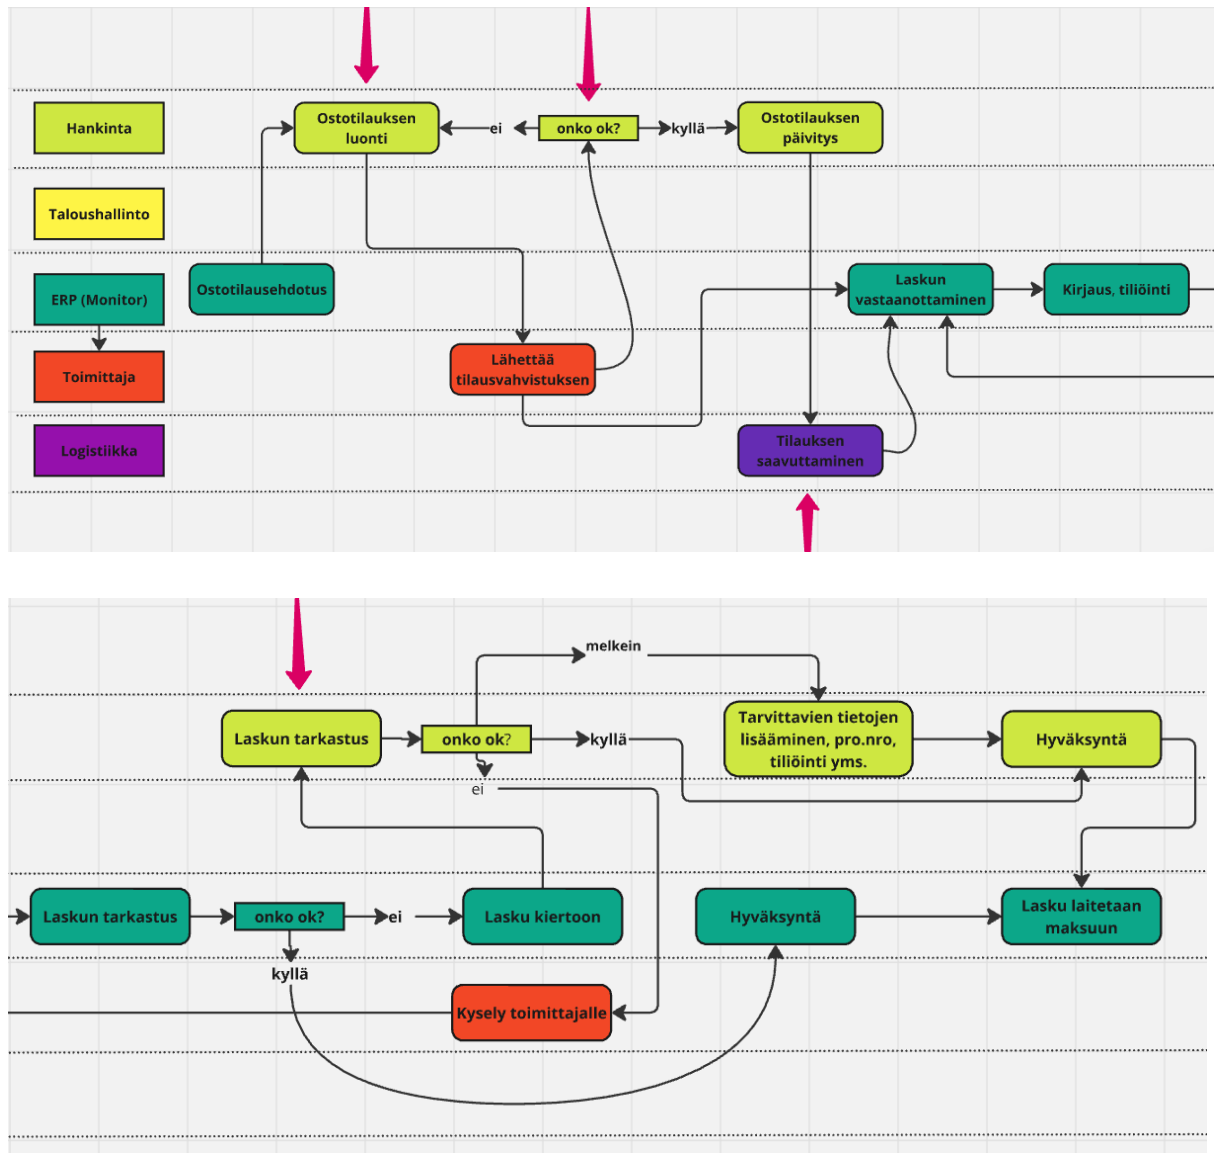 Hankinta
Ostotilauksen
luonti
ei
onko ok?
kyllä
Ostotilauksen
päivitys
Taloushallinto
ERP (Monitor)
Ostotilausehdotus
Laskun
vastaanottaminen
Kirjaus, tiliöinti
Toimittaja
Lähettää
tilausvahvistuksen
Logistiikka
Tilauksen
saavuttaminen
melkein
Laskun tarkastus
onko ok?
kyllä
Tarvittavien tietojen
lisääminen, pro.nro,
tiliöinti yms.
Hyväksyntä
ei
Laskun tarkastus
onko ok?
ei
Lasku kiertoon
Hyväksyntä
Lasku laitetaan
maksuun
kyllä
Kysely toimittajalle